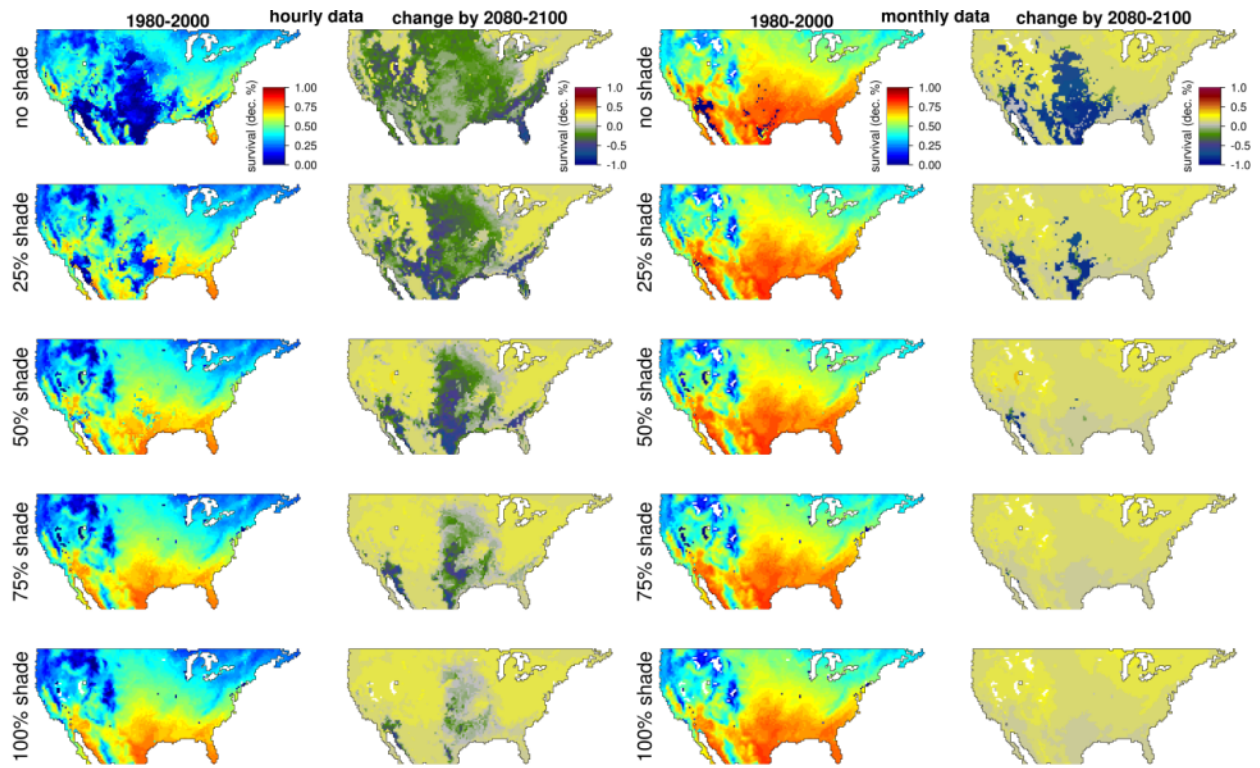 1980-2000 hourly data change by 2080-2100 1980-2000 monthly data change by 2080-2100
no shade
survival (dec. %)
1.00
0.75
0.50
0.25
0.00
survival (dec. %)
1.0
0.5
0.0
-0.5
-1.0
no shade
survival (dec. %)
1.00
0.75
0.50
0.25
0.00
survival (dec. %)
1.0
0.5
0.0
-0.5
-1.0
25% shade
25% shade
50% shade
50% shade
75% shade
75% shade
100% shade
100% shade